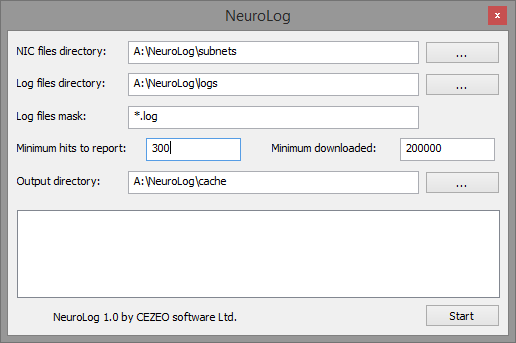 NeuroLog
x
NIC files directory: A:\NeuroLog\subnets ...
Log files directory: A:\NeuroLog\logs ...
Log files mask: *.log
Minimum hits to report: 300 Minimum downloaded: 200000
Output directory: A:\NeuroLog\cache ...
NeuroLog 1.0 by CEZEO software Ltd. Start